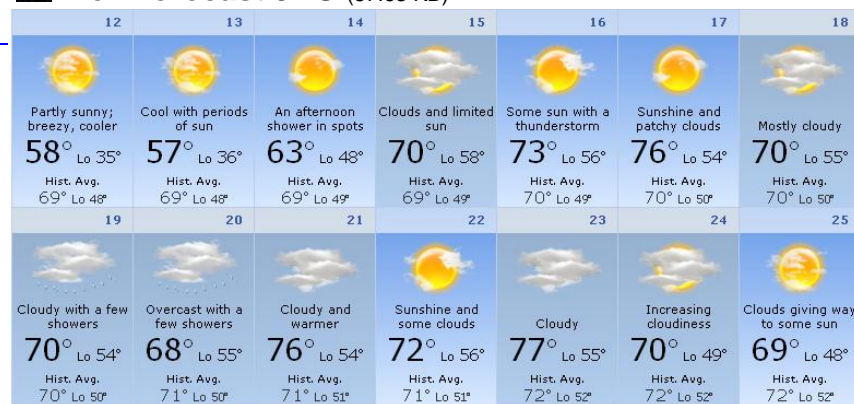 12 13 14 15 16 17 18
Partly sunny; breezy, cooler
58° Lo 35°
Hist. Avg.
69° Lo 48°
Cool with periods of sun
57° Lo 36°
Hist. Avg.
69° Lo 48°
An afternoon shower in spots
63° Lo 48°
Hist. Avg.
69° Lo 49°
Clouds and limited sun
70° Lo 58°
Hist. Avg.
69° Lo 49°
Some sun with a thunderstorm
73° Lo 56°
Hist. Avg.
70° Lo 49°
Sunshine and patchy clouds
76° Lo 54°
Hist. Avg.
70° Lo 50°
Mostly cloudy
70° Lo 55°
Hist. Avg.
70° Lo 50°
19 20 21 22 23 24 25
Cloudy with a few showers
70° Lo 54°
Hist. Avg.
70° Lo 50°
Overcast with a few showers
68° Lo 55°
Hist. Avg.
71° Lo 50°
Cloudy and warmer
76° Lo 54°
Hist. Avg.
71° Lo 51°
Sunshine and some clouds
72° Lo 56°
Hist. Avg.
71° Lo 51°
Cloudy
77° Lo 55°
Hist. Avg.
72° Lo 52°
Increasing cloudiness
70° Lo 49°
Hist. Avg.
72° Lo 52°
Clouds giving way to some sun
69° Lo 48°
Hist. Avg.
72° Lo 52°